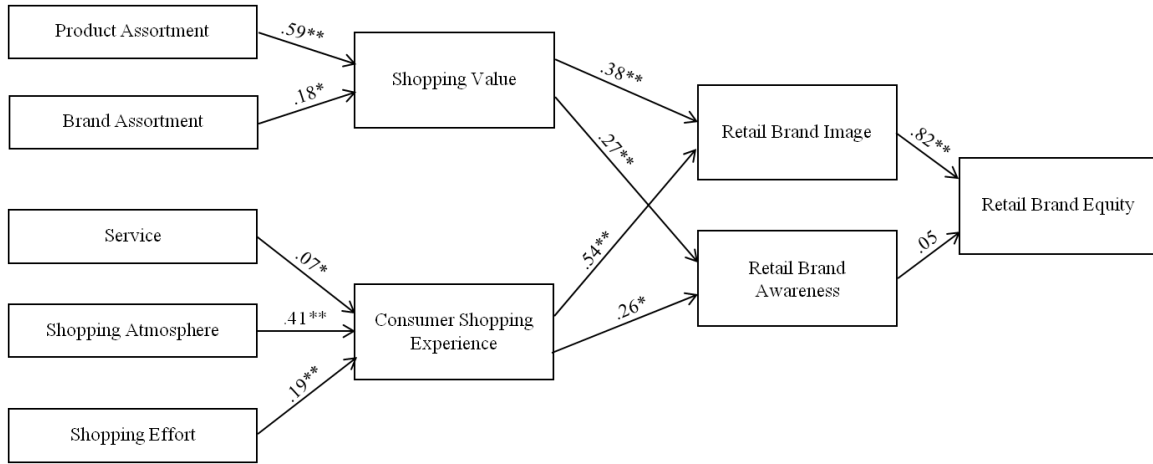 Product Assortment
.59**
Shopping Value
.18*
Brand Assortment
.38**
Retail Brand Image
.27**
.82**
Retail Brand Equity
Service
.07*
.54**
.05
Retail Brand
Awareness
Shopping Atmosphere
.41**
Consumer Shopping
Experience
.26*
.19**
Shopping Effort